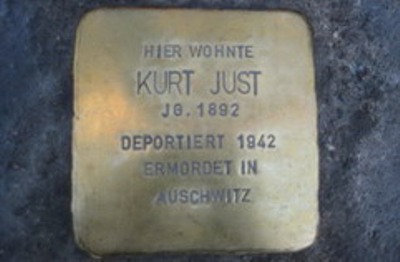 HIER WOHNTE
KURT JUST
JG. 1892
DEPORTIERT 1942
ERMORDET IN
AUSCHWITZ